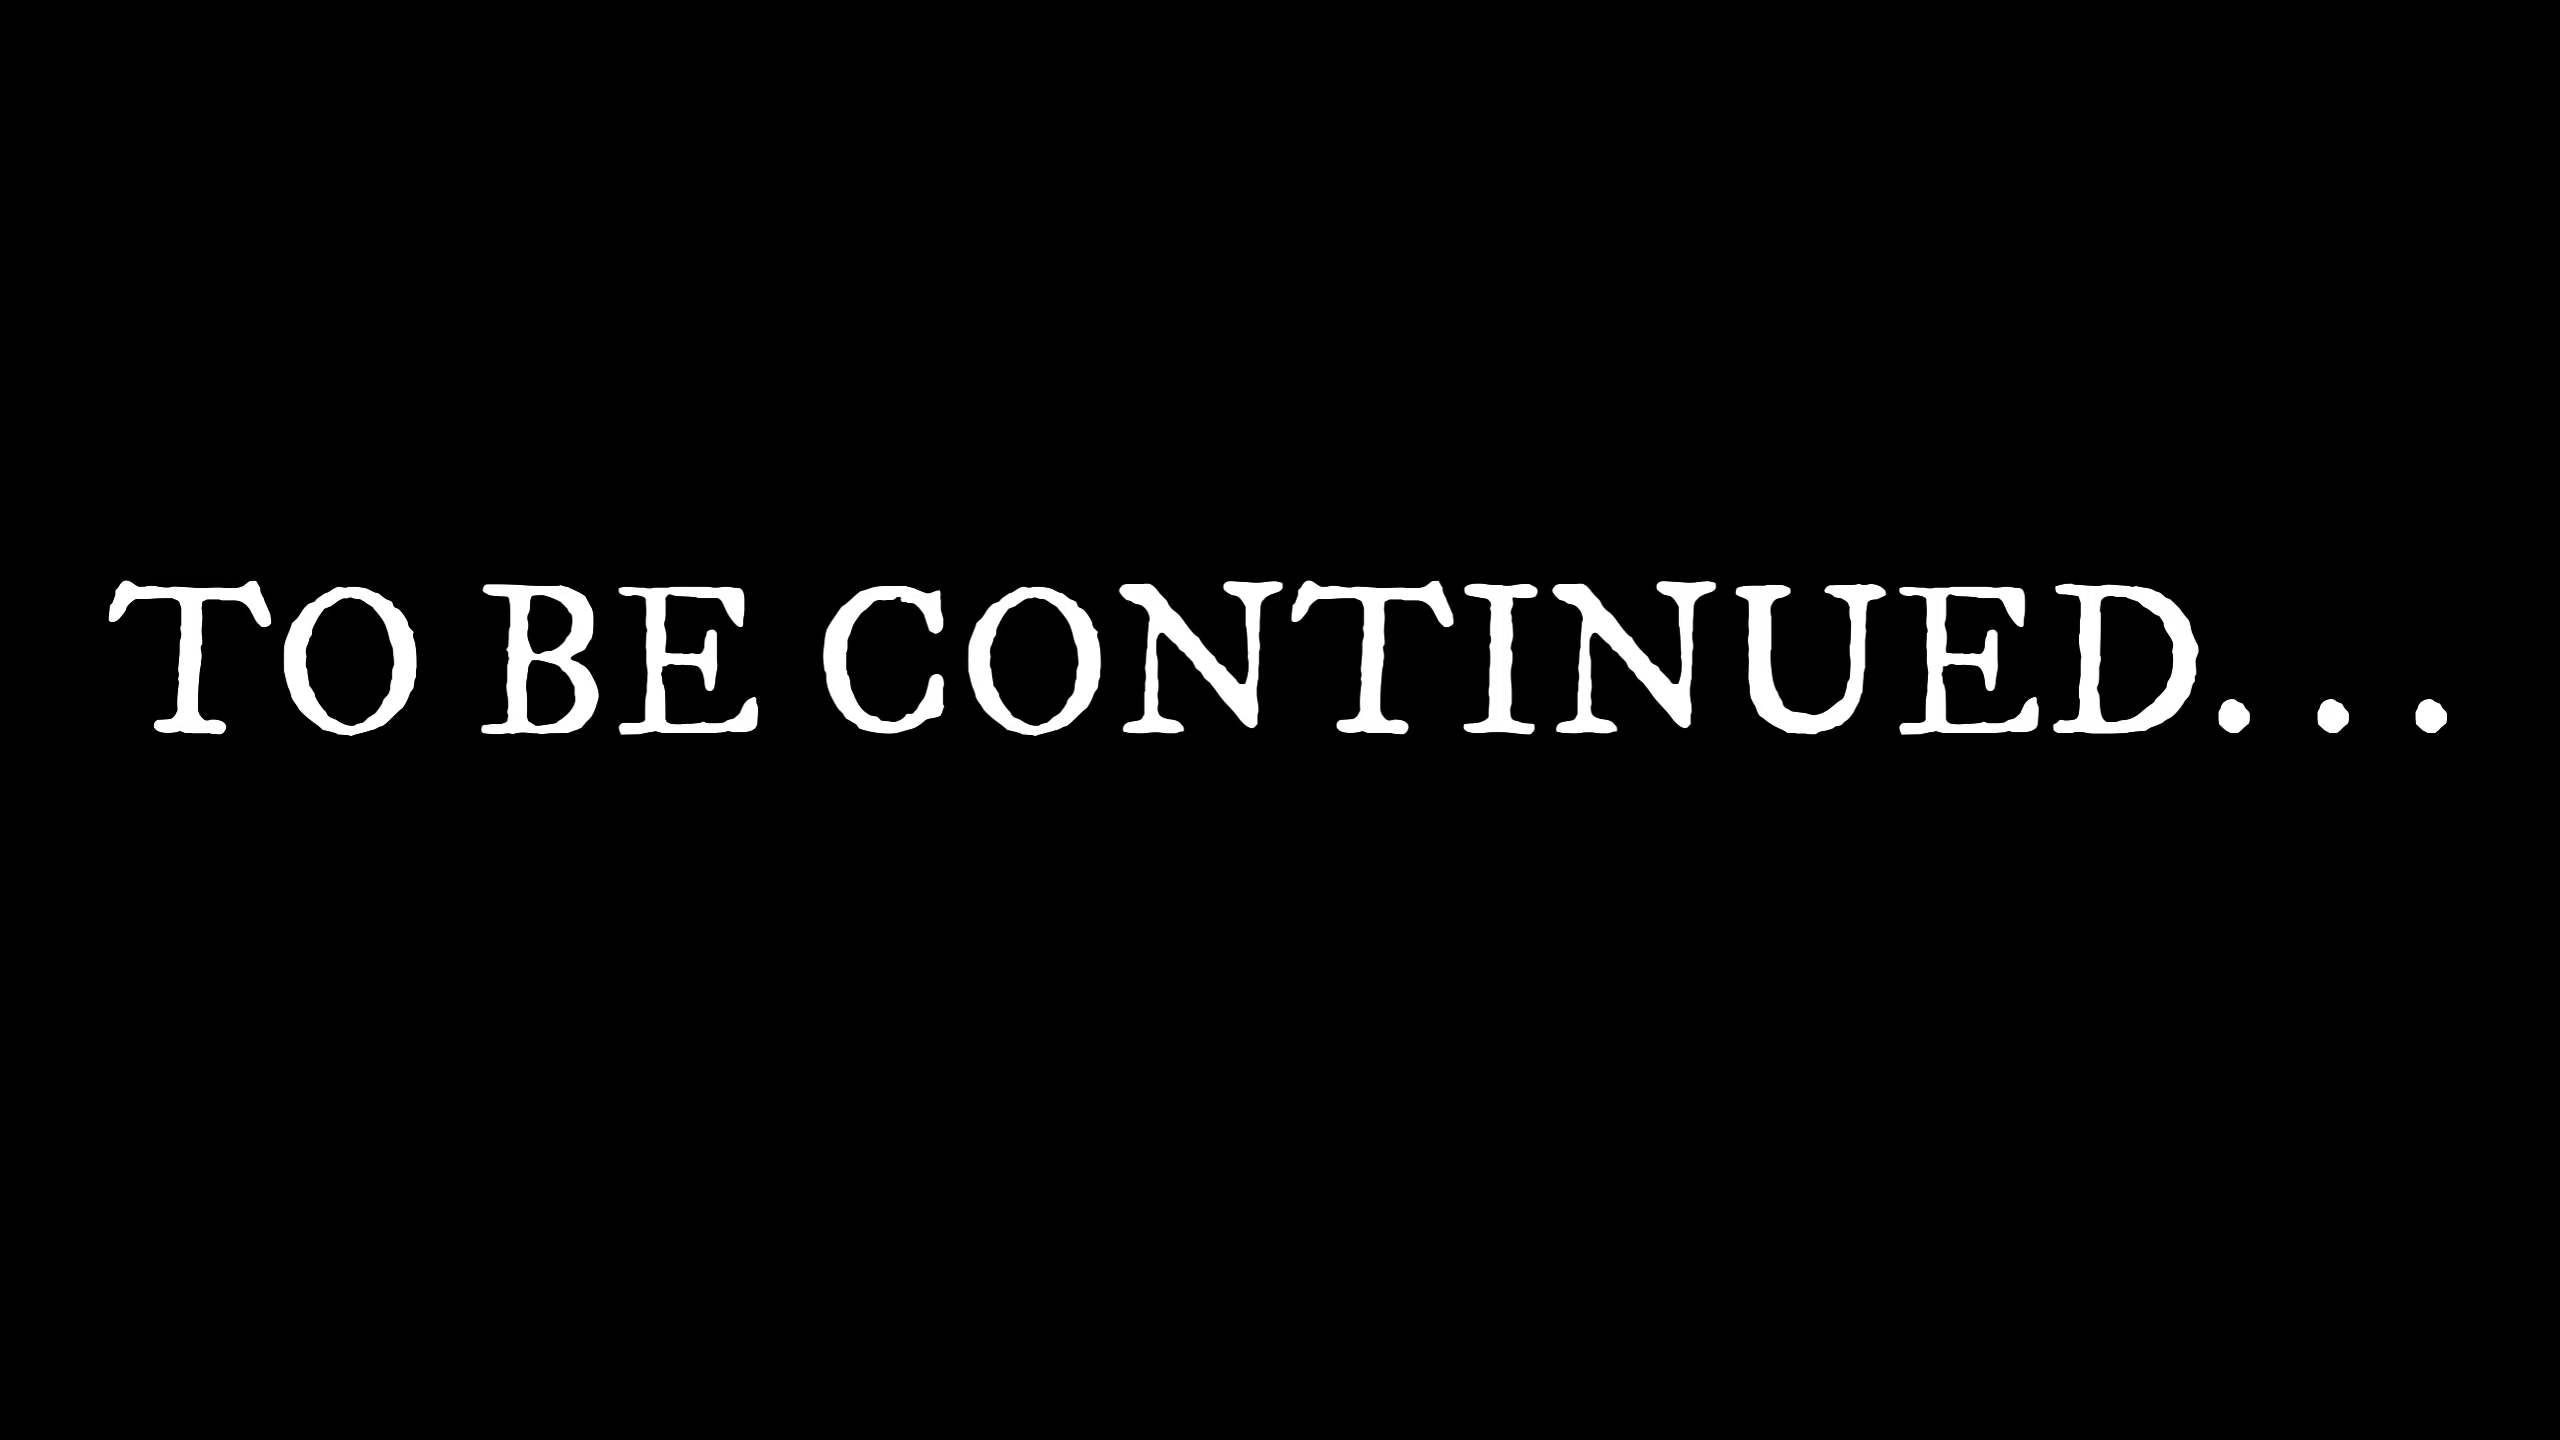 TO BE CONTINUED. . .